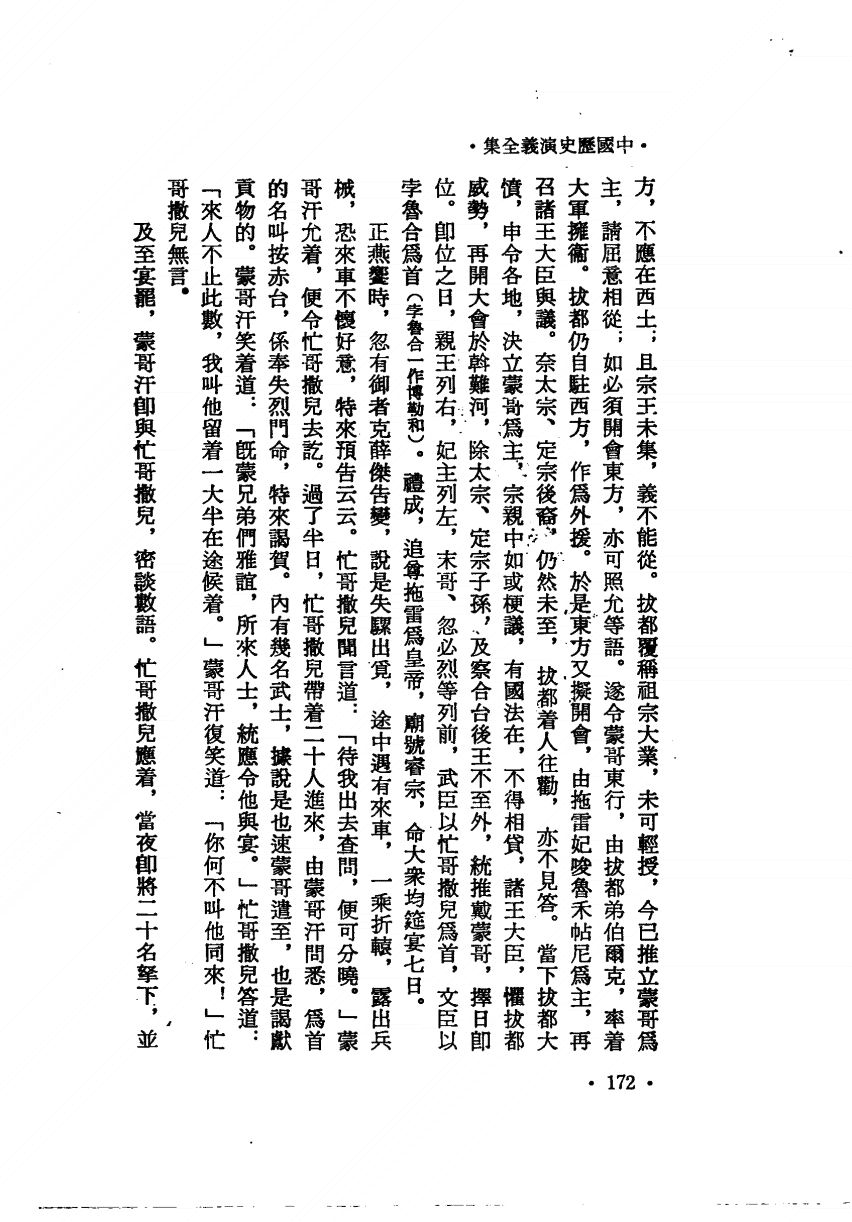 ·中國歷史演義全集·
方，不應在西土；且宗王未集，義不能從。拔都覆稱祖宗大業，未可輕授，今已推立蒙哥爲
主，諸屈意相從；如必須開會東方，亦可照允等語。遂令蒙哥東行，由拔都弟伯爾克，率着
大軍擁衞。拔都仍自駐西方，作爲外援。於是東方又擬開會，由拖雷妃唆魯禾帖尼爲主，再
召諸王大臣與議。奈太宗、定宗後裔，仍然未至，拔都着人往勸，亦不見答。當下拔都大
憤，申令各地，決立蒙哥爲主，宗親中如或梗議，有國法在，不得相貸，諸王大臣，懼拔都
威勢，再開大會於斡難河，除太宗、定宗子孫，及察合台後王不至外，統推戴蒙哥，擇日卽
位。卽位之日，親王列右，妃主列左，末哥、忽必烈等列前，武臣以忙哥撒兒爲首，文臣以
孛魯合爲首（孛魯合一作博勒和）。禮成，追尊拖雷爲皇帝，廟號睿宗，命大衆均筵宴七日。
正燕饗時，忽有御者克薛傑告變，說是失騾出覓，途中遇有來車，一乘折轅，露出兵
械，恐來車不懷好意，特來預告云云。忙哥撒兒聞言道：「待我出去查問，便可分曉。」蒙
哥汗允着，便令忙哥撒兒去訖。過了半日，忙哥撒兒帶着二十人進來，由蒙哥汗問悉，爲首
的名叫按赤台，係奉失烈門命，特來謁賀。內有幾名武士，據說是也速蒙哥遣至，也是謁獻
貢物的。蒙哥汗笑着道：「旣蒙兄弟們雅誼，所來人士，統應令他與宴。」忙哥撒兒答道：
「來人不止此數，我叫他留着一大半在途候着。」蒙哥汗復笑道：「你何不叫他同來！」忙
哥撒兒無言。
及至宴罷，蒙哥汗卽與忙哥撒兒，密談數語。忙哥撒兒應着，當夜卽將二十名拏下，並
·172·